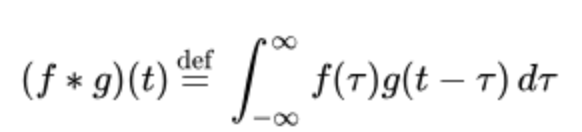 (f ∗ g)(t) ≝ ∫_{−∞}^{∞} f(τ)g(t − τ) dτ